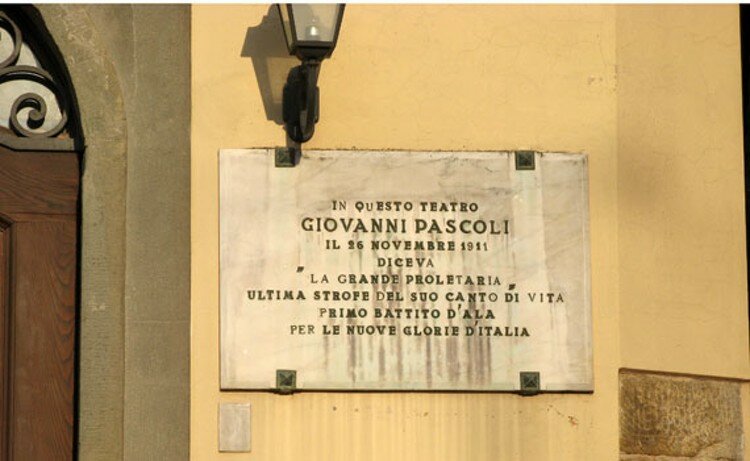 IN QUESTO TEATRO
GIOVANNI PASCOLI
IL 26 NOVEMBRE 1911
DICEVA
"LA GRANDE PROLETARIA"
ULTIMA STROFE DEL SUO CANTO DI VITA
PRIMO BATTITO D'ALA
PER LE NUOVE GLORIE D'ITALIA